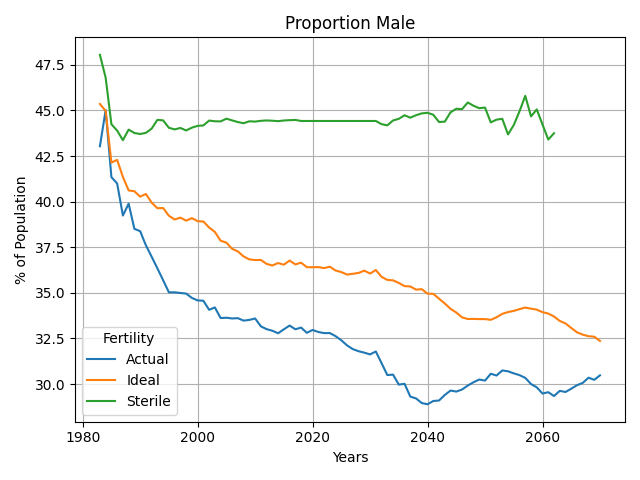 Proportion Male
% of Population
47.5
45.0
42.5
40.0
37.5
35.0
32.5
30.0
Fertility
Actual
Ideal
Sterile
1980
2000
2020
2040
2060
Years